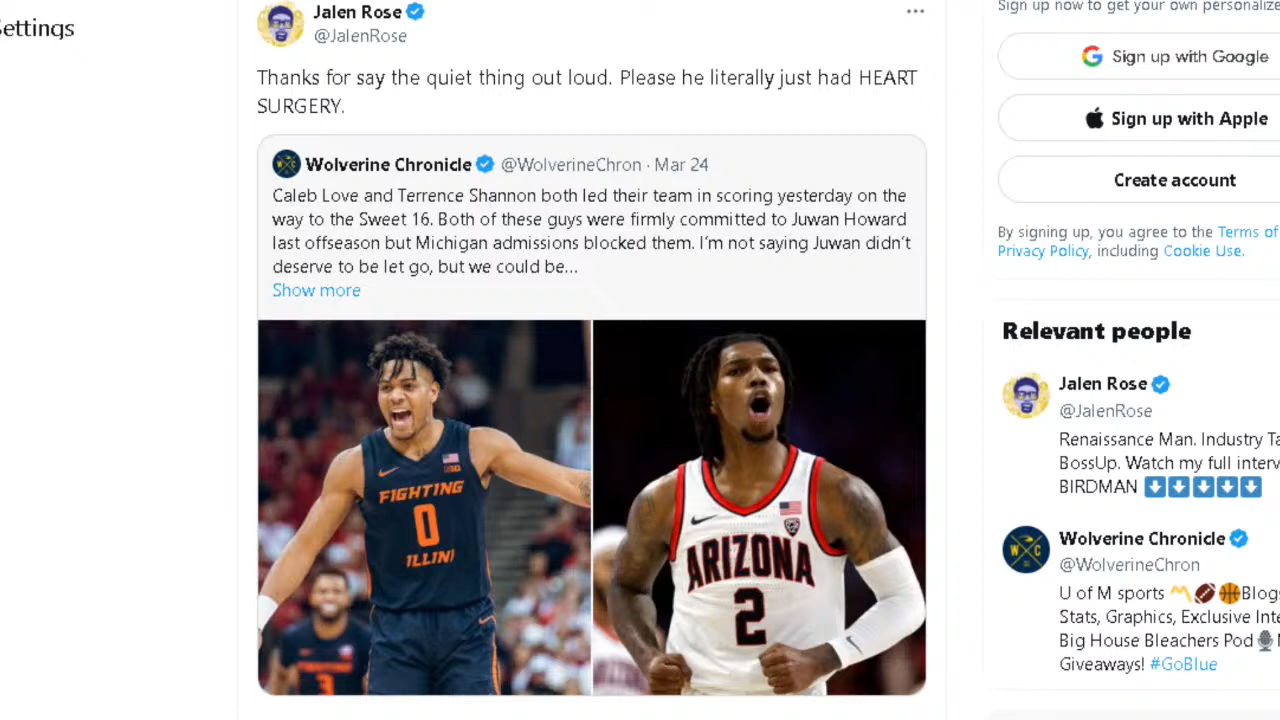 Settings
Jalen Rose
@JalenRose
Thanks for say the quiet thing out loud. Please he literally just had HEART
SURGERY.
Wolverine Chronicle @WolverineChron · Mar 24
Caleb Love and Terrence Shannon both led their team in scoring yesterday on the
way to the Sweet 16. Both of these guys were firmly committed to Juwan Howard
last offseason but Michigan admissions blocked them. I'm not saying Juwan didn't
deserve to be let go, but we could be...
Show more
FIGHTING
0
ILLINI
3
ARIZONA
2
Sign up now to get your own personalize
Sign up with Google
Sign up with Apple
Create account
By signing up, you agree to the Terms of
Privacy Policy, including Cookie Use.
Relevant people
Jalen Rose
@JalenRose
Renaissance Man. Industry Ta
BossUp. Watch my full interv
BIRDMAN
Wolverine Chronicle
@WolverineChron
U of M sports Blogs
Stats, Graphics, Exclusive Inte
Big House Bleachers Pod
Giveaways! #GoBlue